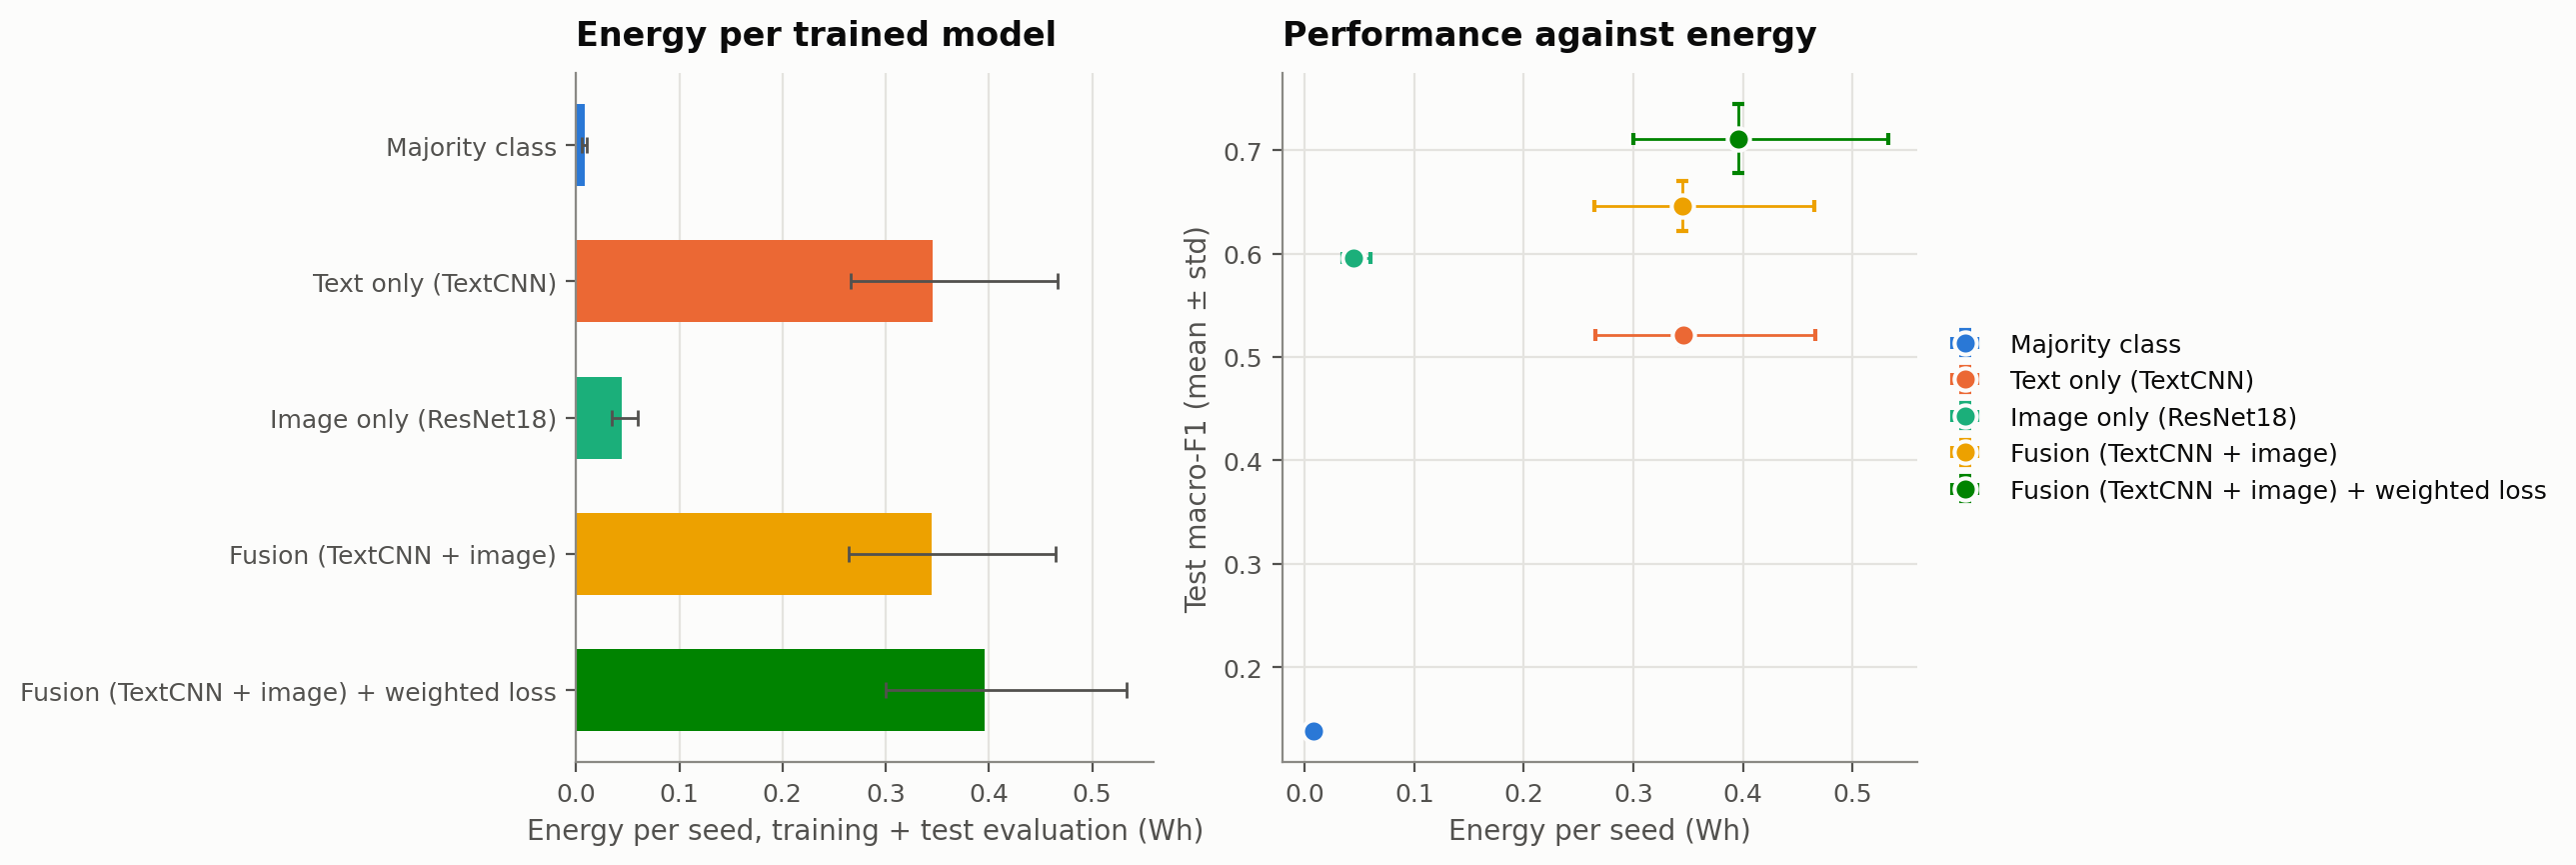 Energy per trained model
Majority class
Text only (TextCNN)
Image only (ResNet18)
Fusion (TextCNN + image)
Fusion (TextCNN + image) + weighted loss
0.0 0.1 0.2 0.3 0.4 0.5
Energy per seed, training + test evaluation (Wh)
Performance against energy
Test macro-F1 (mean ± std)
0.7
0.6
0.5
0.4
0.3
0.2
0.0 0.1 0.2 0.3 0.4 0.5
Energy per seed (Wh)
Majority class
Text only (TextCNN)
Image only (ResNet18)
Fusion (TextCNN + image)
Fusion (TextCNN + image) + weighted loss